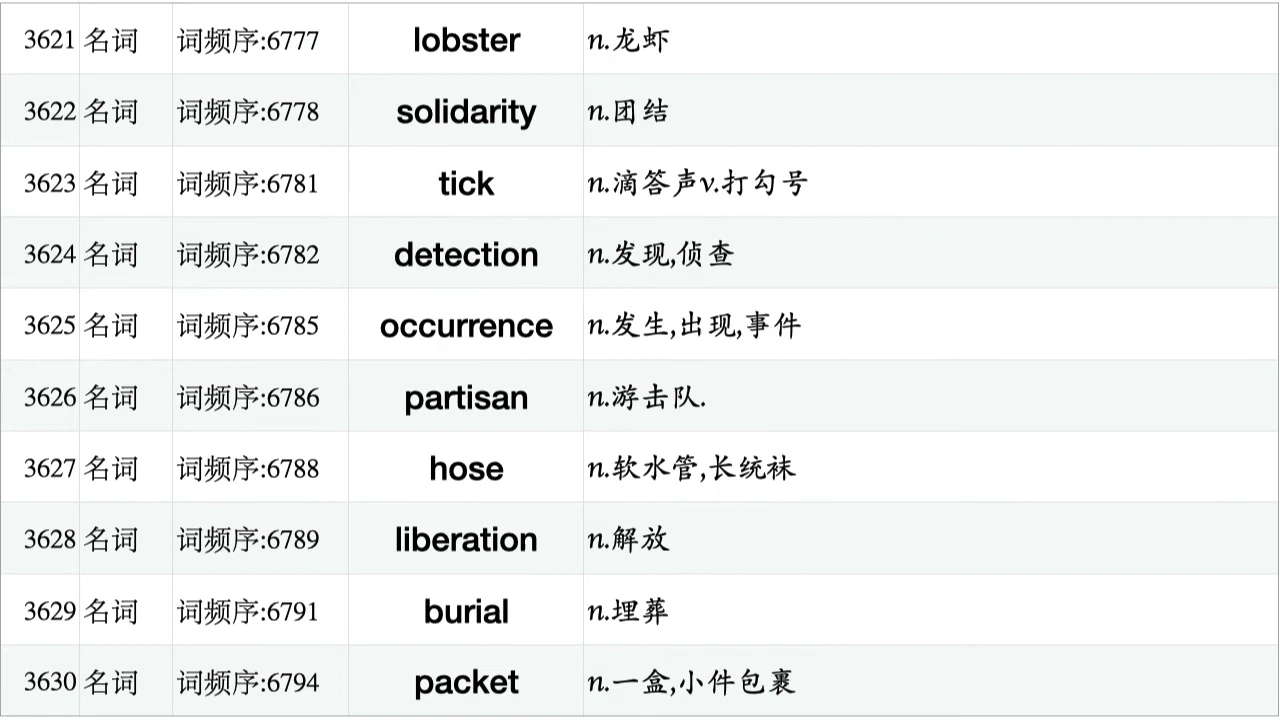 3621 名词 词频序:6777 lobster n.龙虾
3622 名词 词频序:6778 solidarity n.团结
3623 名词 词频序:6781 tick n.滴答声v.打勾号
3624 名词 词频序:6782 detection n.发现,侦查
3625 名词 词频序:6785 occurrence n.发生,出现,事件
3626 名词 词频序:6786 partisan n.游击队.
3627 名词 词频序:6788 hose n.软水管,长统袜
3628 名词 词频序:6789 liberation n.解放
3629 名词 词频序:6791 burial n.埋葬
3630 名词 词频序:6794 packet n.一盒,小件包裹